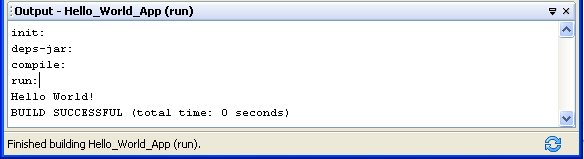 Output - Hello_World_App (run)
init:
deps-jar:
compile:
run:
Hello World!
BUILD SUCCESSFUL (total time: 0 seconds)
Finished building Hello_World_App (run).